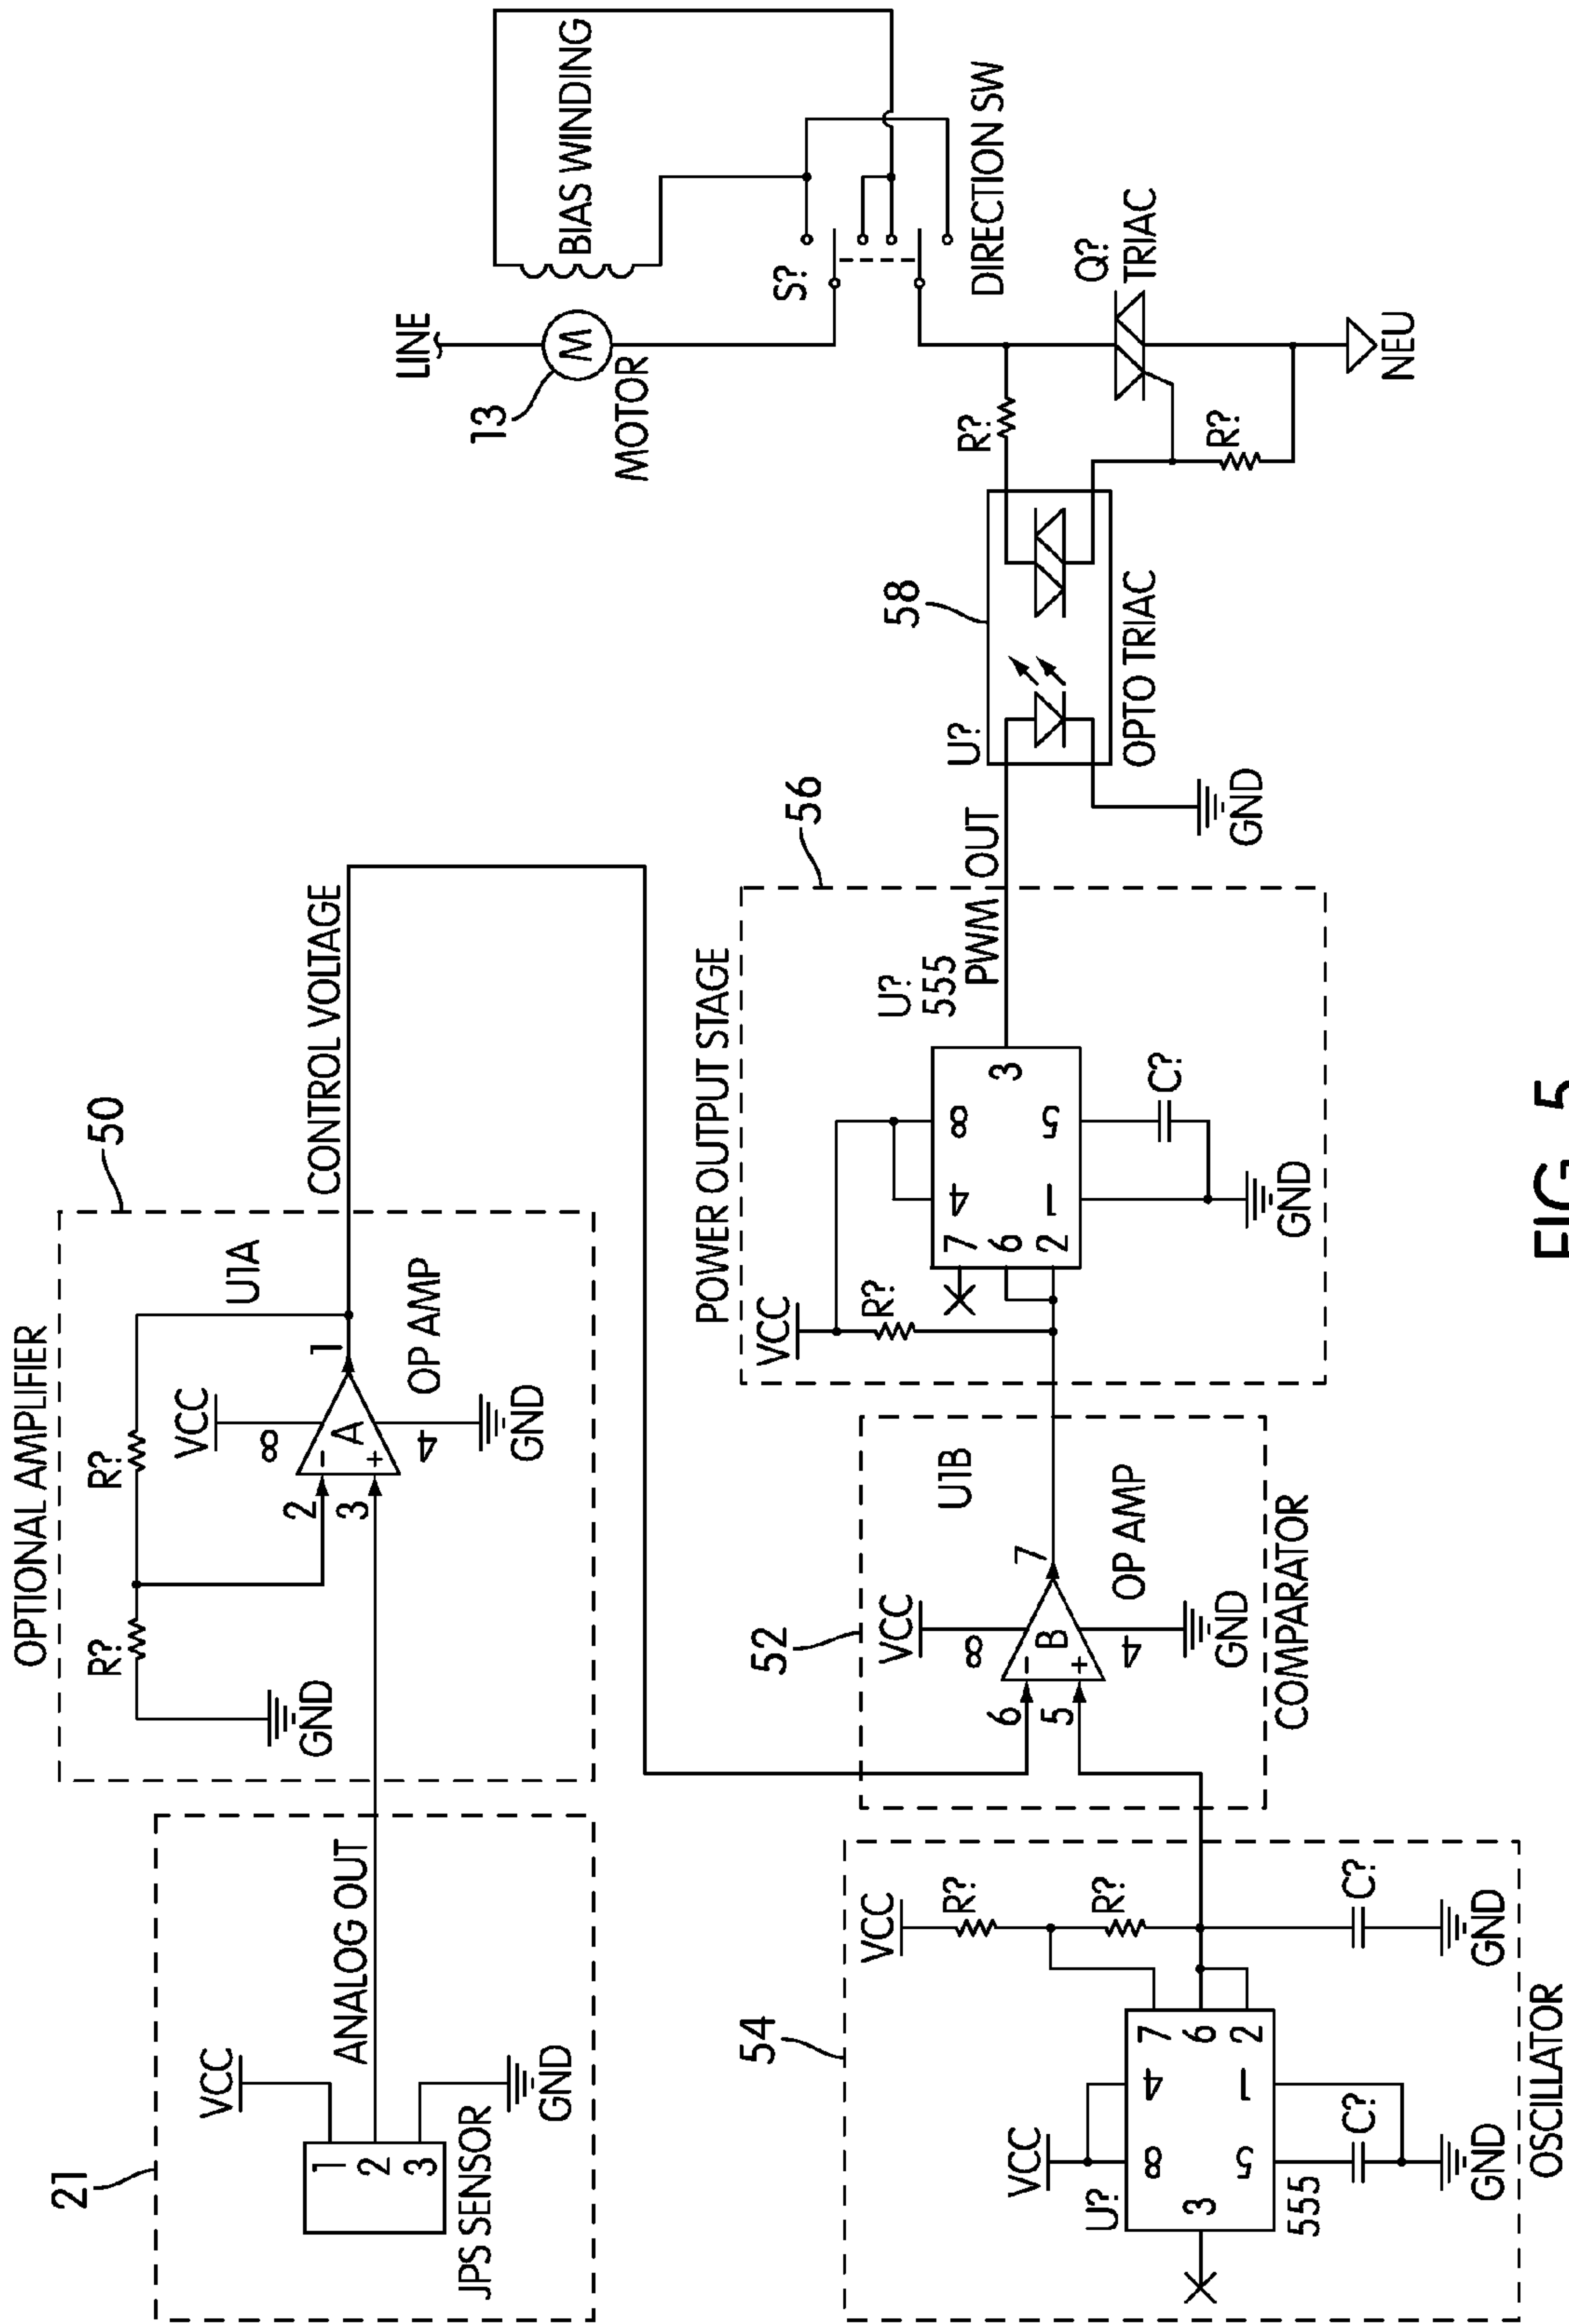 OPTIONAL AMPLIFIER
50
R?
R?
GND
VCC
8
2
3
-
+
A
1
4
U1A
OP AMP
GND
CONTROL VOLTAGE
21
VCC
1
2
3
JPS SENSOR
ANALOG OUT
GND
LINE
13
M
MOTOR
BIAS WINDING
S?
DIRECTION SW
Q?
TRIAC
R?
R?
NEU
54
VCC
U?
8
4
7
6
2
3
5
1
555
C?
GND
VCC
R?
R?
C?
GND
OSCILLATOR
52
VCC
8
6
5
-
+
B
7
4
U1B
OP AMP
GND
COMPARATOR
POWER OUTPUT STAGE
56
VCC
R?
7
6
2
4
8
1
5
3
U?
555
C?
GND
PWM OUT
58
U?
OPTO TRIAC
GND
FIG. 5